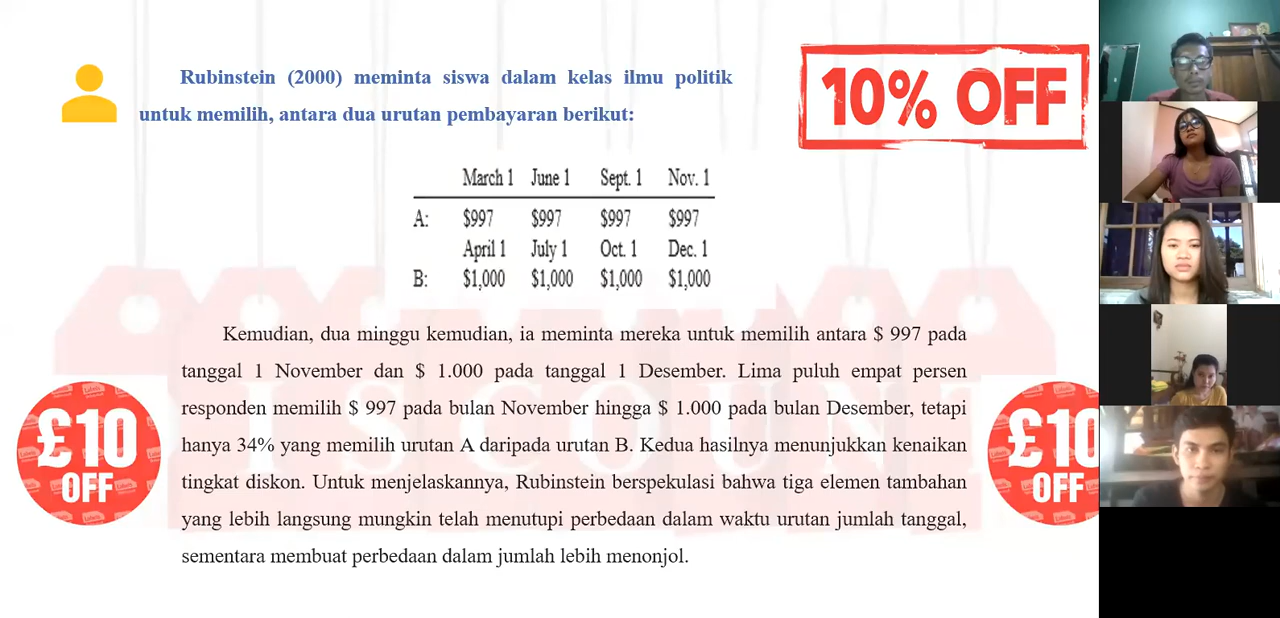 Rubinstein (2000) meminta siswa dalam kelas ilmu politik
untuk memilih, antara dua urutan pembayaran berikut:
10% OFF
March 1 June 1 Sept. 1 Nov. 1
A: $997 $997 $997 $997
April 1 July 1 Oct. 1 Dec. 1
B: $1,000 $1,000 $1,000 $1,000
Kemudian, dua minggu kemudian, ia meminta mereka untuk memilih antara $ 997 pada
tanggal 1 November dan $ 1.000 pada tanggal 1 Desember. Lima puluh empat persen
responden memilih $ 997 pada bulan November hingga $ 1.000 pada bulan Desember, tetapi
hanya 34% yang memilih urutan A daripada urutan B. Kedua hasilnya menunjukkan kenaikan
tingkat diskon. Untuk menjelaskannya, Rubinstein berspekulasi bahwa tiga elemen tambahan
yang lebih langsung mungkin telah menutupi perbedaan dalam waktu urutan jumlah tanggal,
sementara membuat perbedaan dalam jumlah lebih menonjol.
£10
OFF
£10
OFF